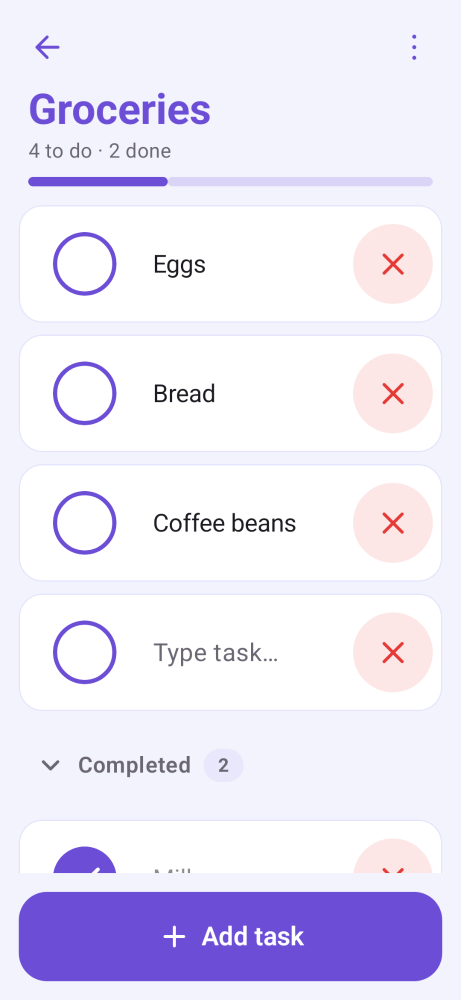 Groceries
4 to do · 2 done
Eggs
Bread
Coffee beans
Type task...
Completed 2
Add task